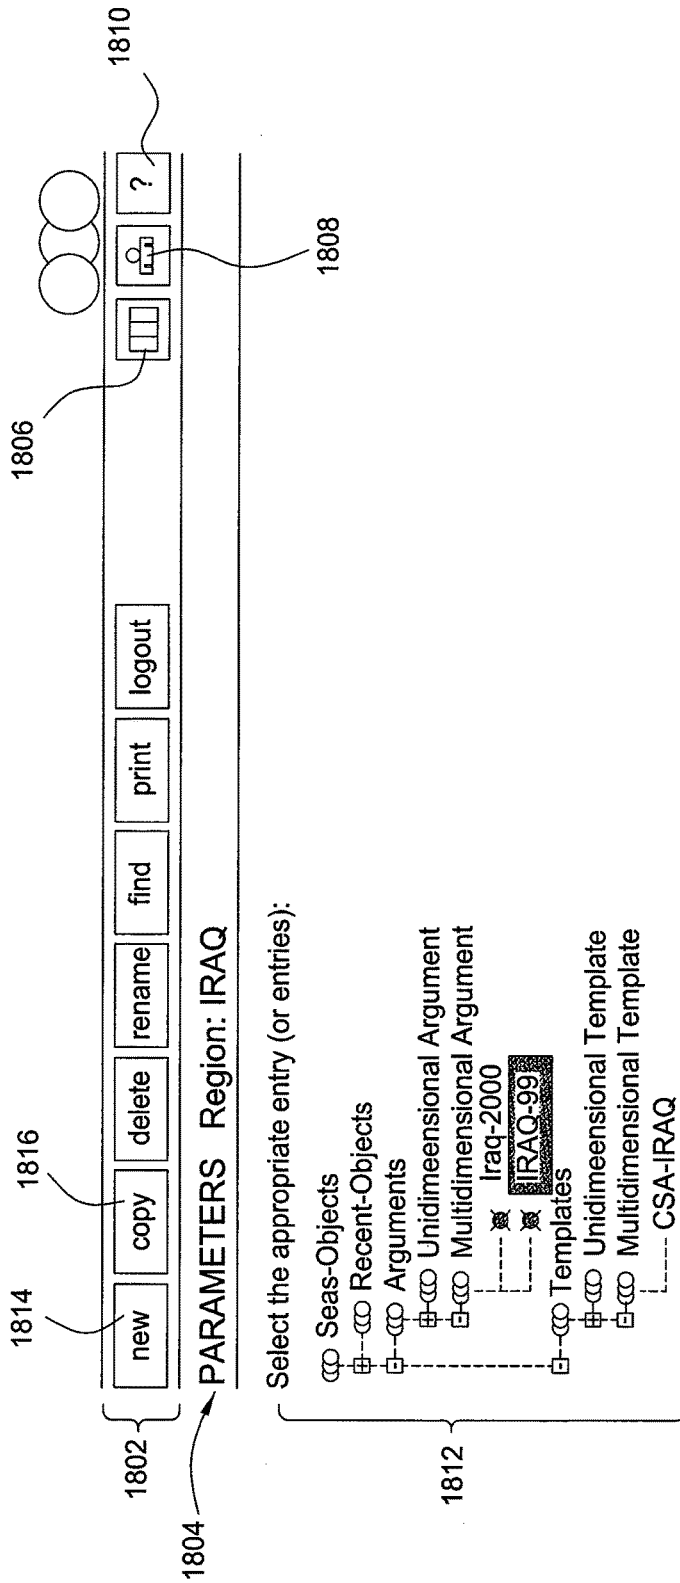 1814
1816
1806
1810
1802
new
copy
delete
rename
find
print
logout
?
1808
1804
PARAMETERS Region: IRAQ
Select the appropriate entry (or entries):
1812
Seas-Objects
Recent-Objects
Arguments
Unidimeensional Argument
Multidimensional Argument
Iraq-2000
IRAQ-99
Templates
Unidimeensional Template
Multidimensional Template
CSA-IRAQ